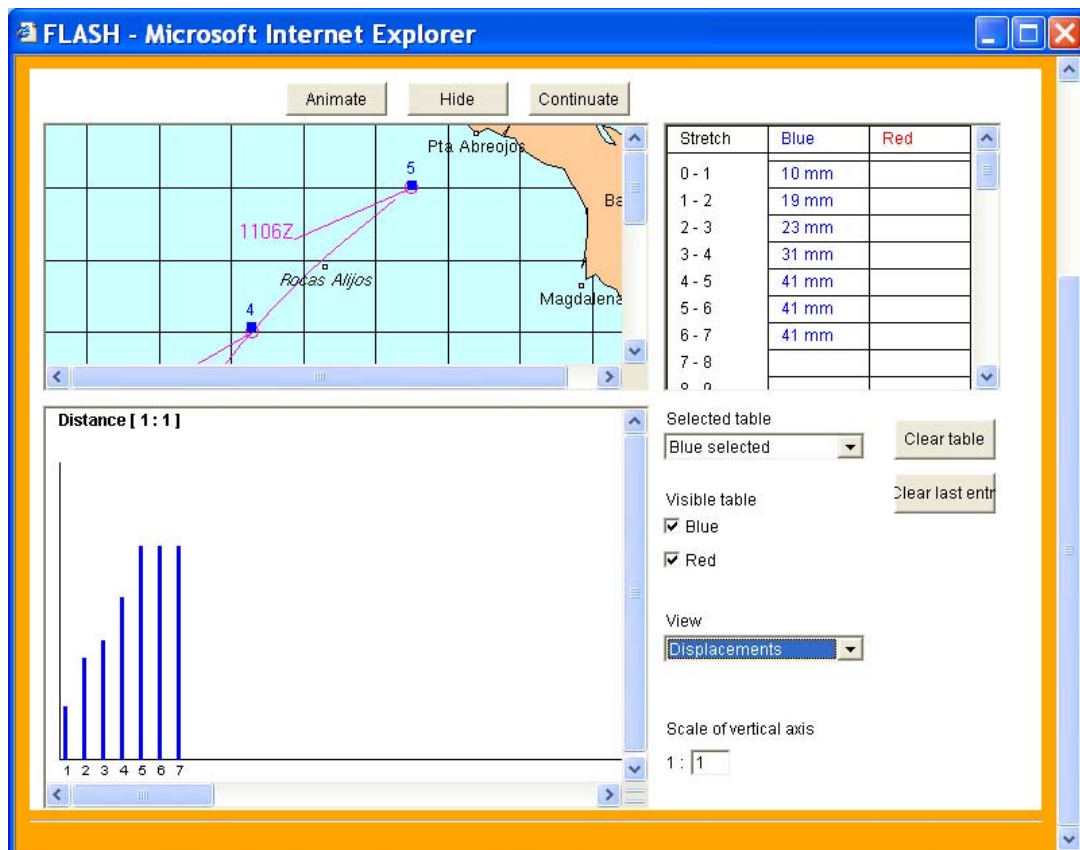 FLASH - Microsoft Internet Explorer
Animate Hide Continuate
Pta Abreojos
5
Ba
1106Z
Rocas Alijos
Magdalena
4
Stretch Blue Red
0 - 1 10 mm
1 - 2 19 mm
2 - 3 23 mm
3 - 4 31 mm
4 - 5 41 mm
5 - 6 41 mm
6 - 7 41 mm
7 - 8
8 - 9
Distance [ 1 : 1 ]
1 2 3 4 5 6 7
Selected table
Blue selected
Clear table
Clear last entr
Visible table
Blue
Red
View
Displacements
Scale of vertical axis
1 : 1